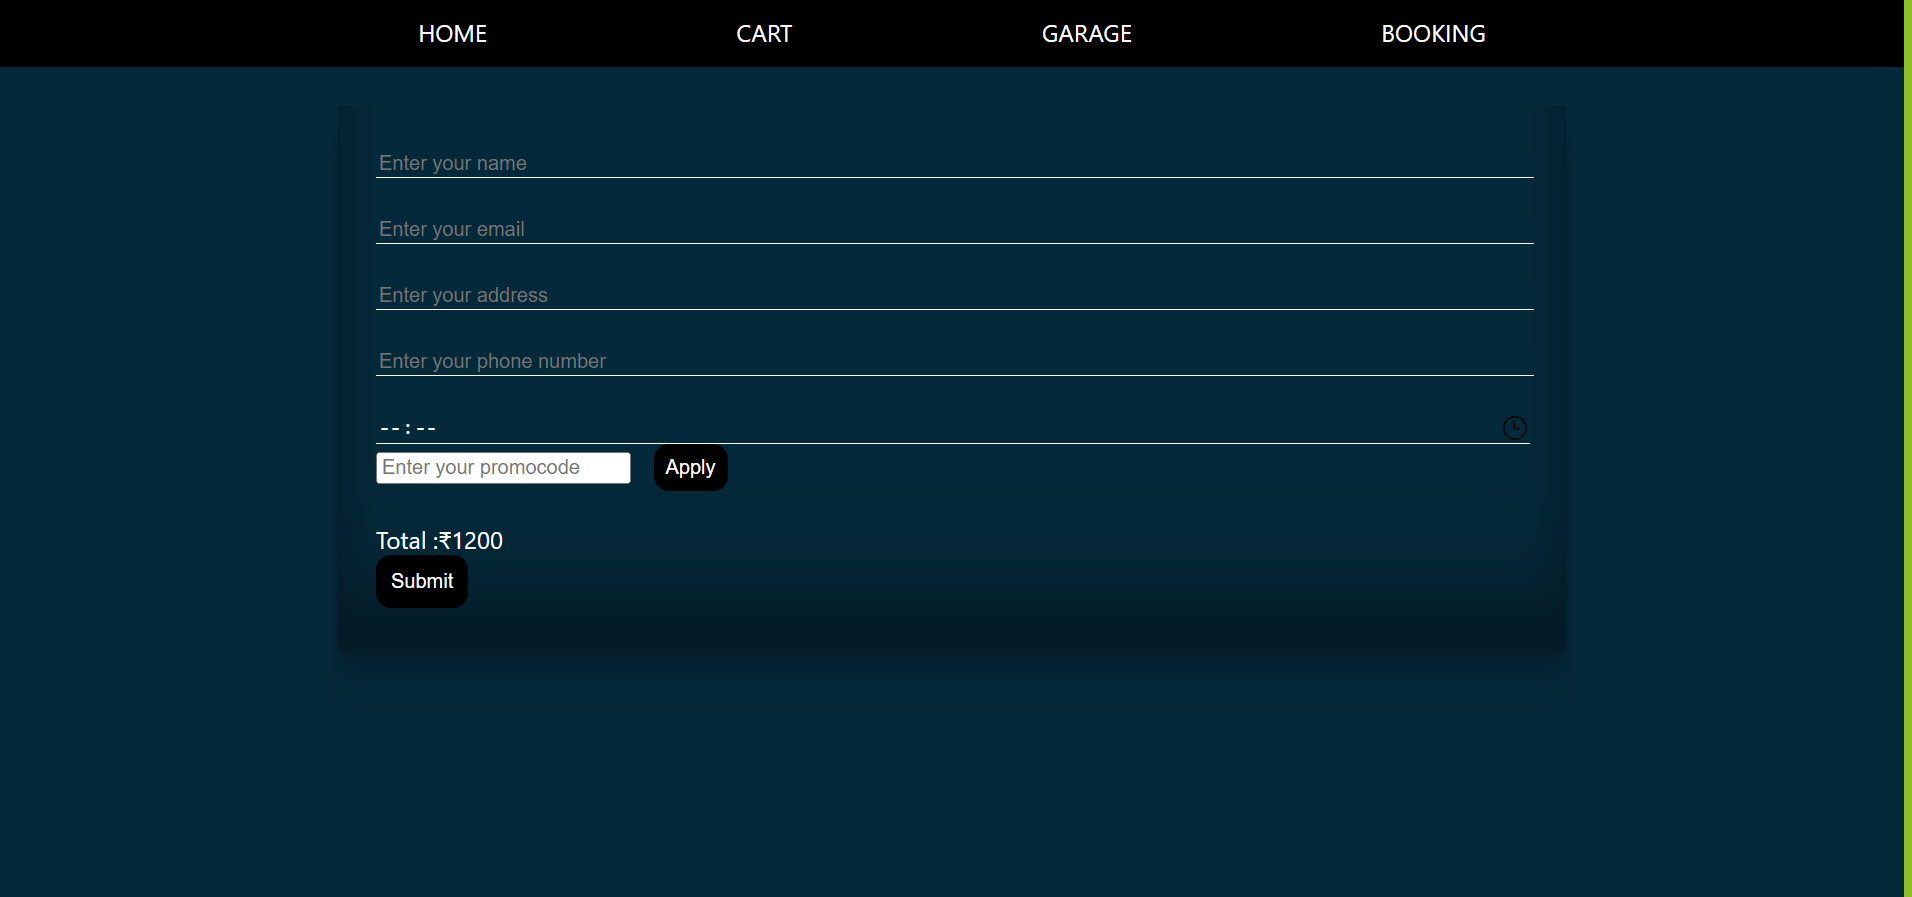 HOME CART GARAGE BOOKING
Enter your name
Enter your email
Enter your address
Enter your phone number
--:--
Enter your promocode Apply
Total :₹1200
Submit